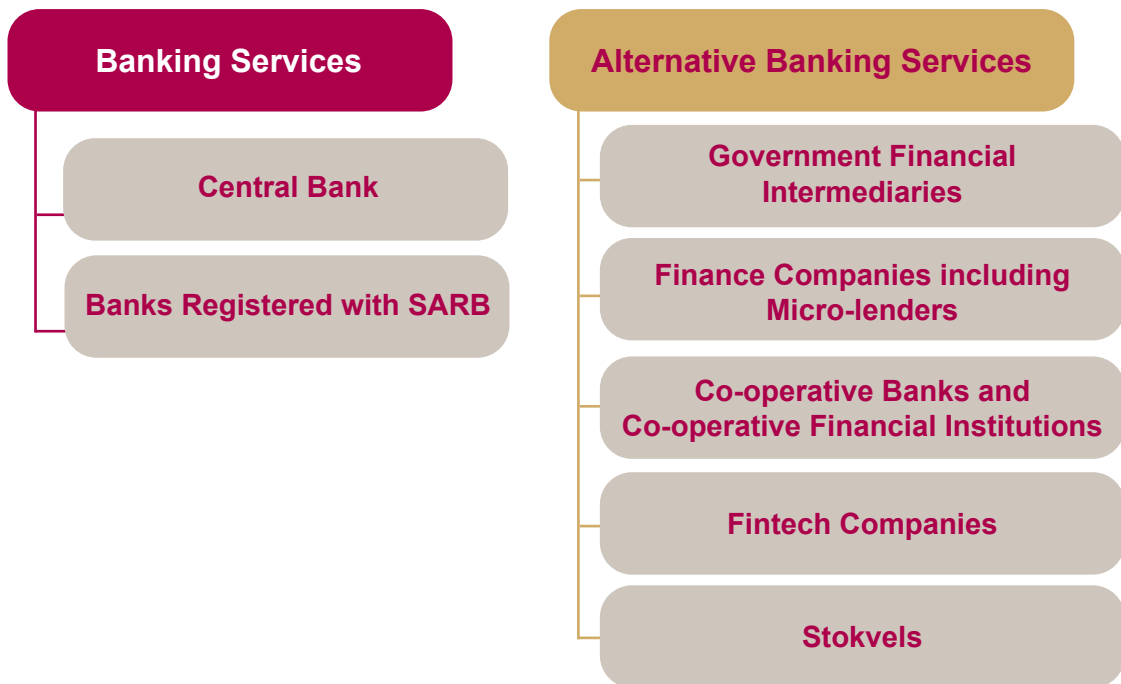 Banking Services
Central Bank
Banks Registered with SARB
Alternative Banking Services
Government Financial
Intermediaries
Finance Companies including
Micro-lenders
Co-operative Banks and
Co-operative Financial Institutions
Fintech Companies
Stokvels